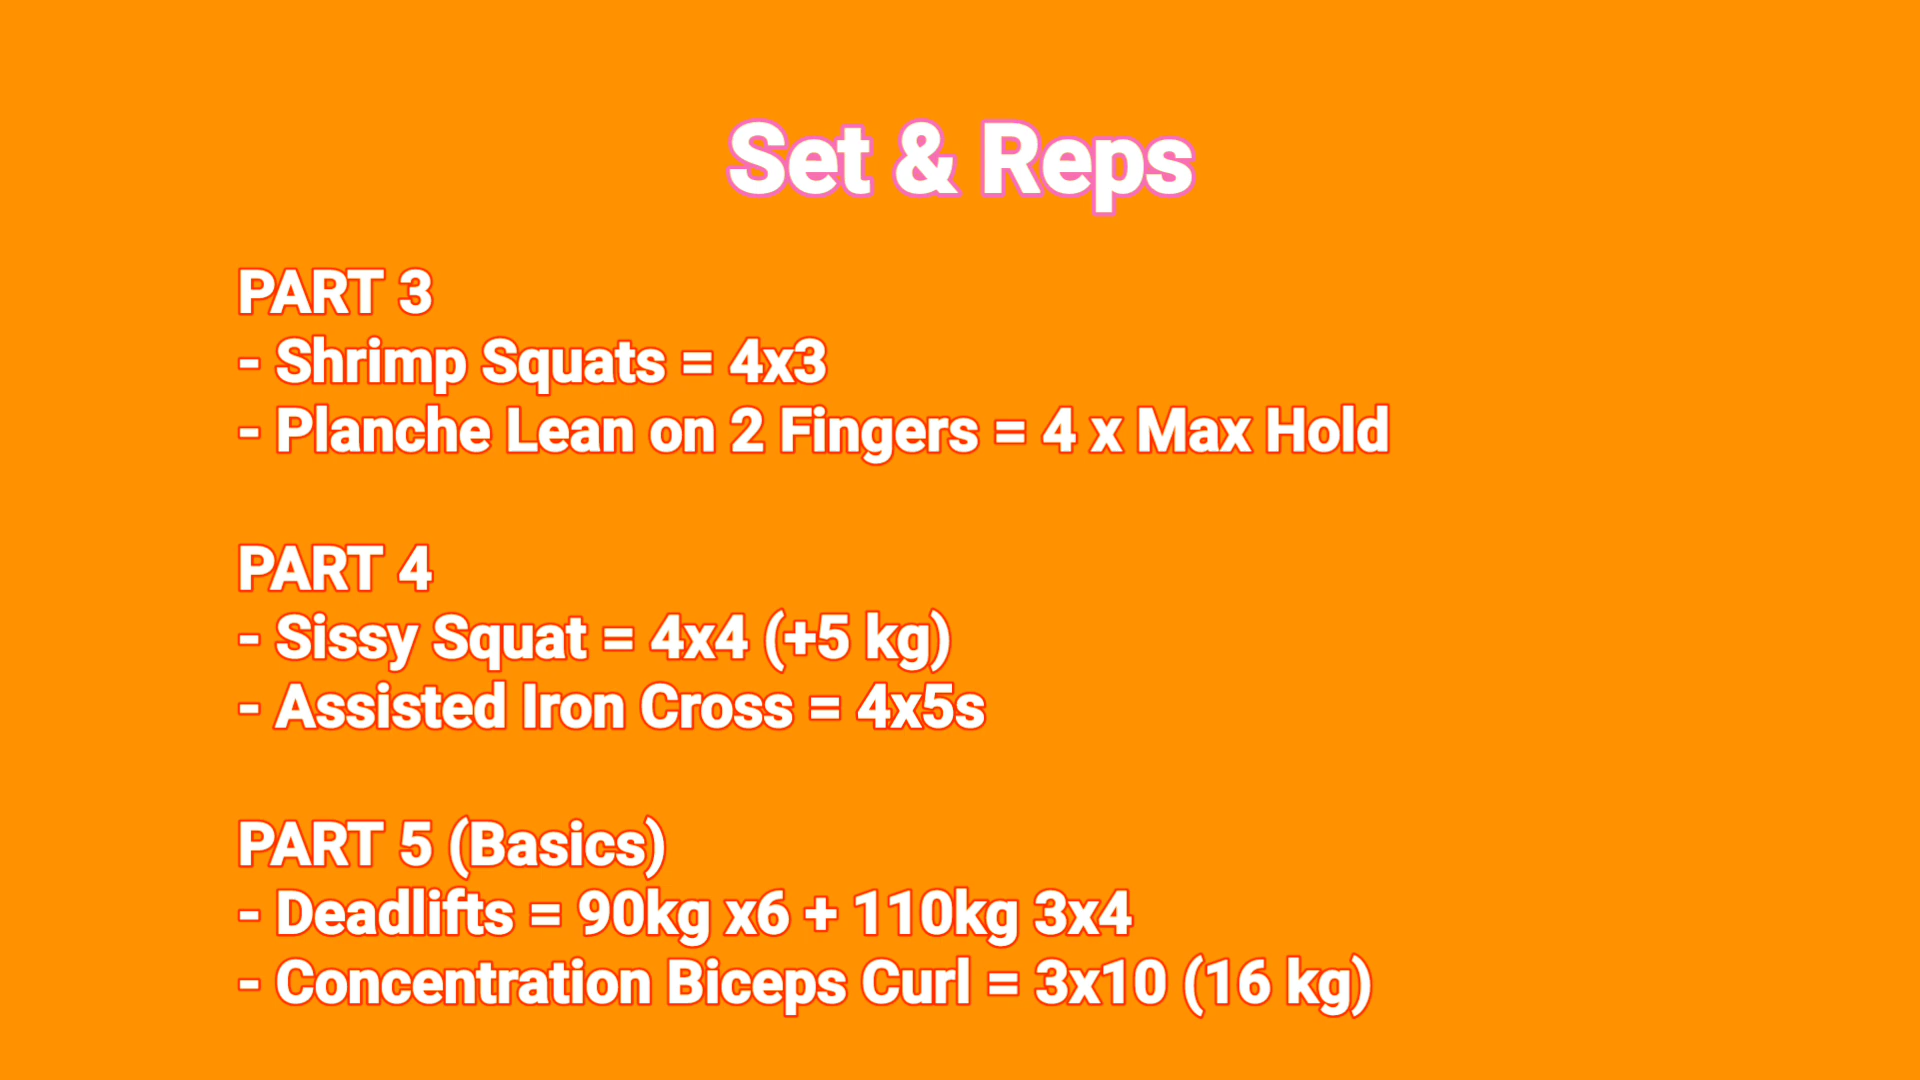 Set & Reps
PART 3
- Shrimp Squats = 4x3
- Planche Lean on 2 Fingers = 4 x Max Hold
PART 4
- Sissy Squat = 4x4 (+5 kg)
- Assisted Iron Cross = 4x5s
PART 5 (Basics)
- Deadlifts = 90kg x6 + 110kg 3x4
- Concentration Biceps Curl = 3x10 (16 kg)